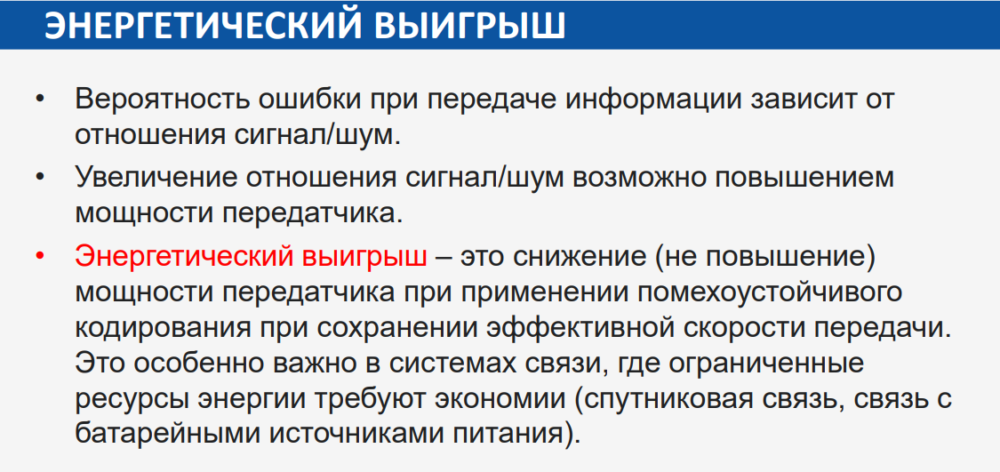 ЭНЕРГЕТИЧЕСКИЙ ВЫИГРЫШ
• Вероятность ошибки при передаче информации зависит от
отношения сигнал/шум.
• Увеличение отношения сигнал/шум возможно повышением
мощности передатчика.
• Энергетический выигрыш – это снижение (не повышение)
мощности передатчика при применении помехоустойчивого
кодирования при сохранении эффективной скорости передачи.
Это особенно важно в системах связи, где ограниченные
ресурсы энергии требуют экономии (спутниковая связь, связь с
батарейными источниками питания).